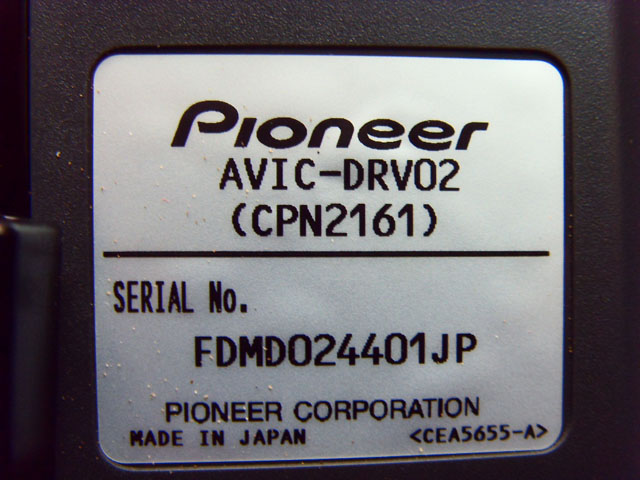 Pioneer
AVIC-DRV02
(CPN2161)
SERIAL No.
FDMD024401JP
PIONEER CORPORATION
MADE IN JAPAN <CEA5655-A>